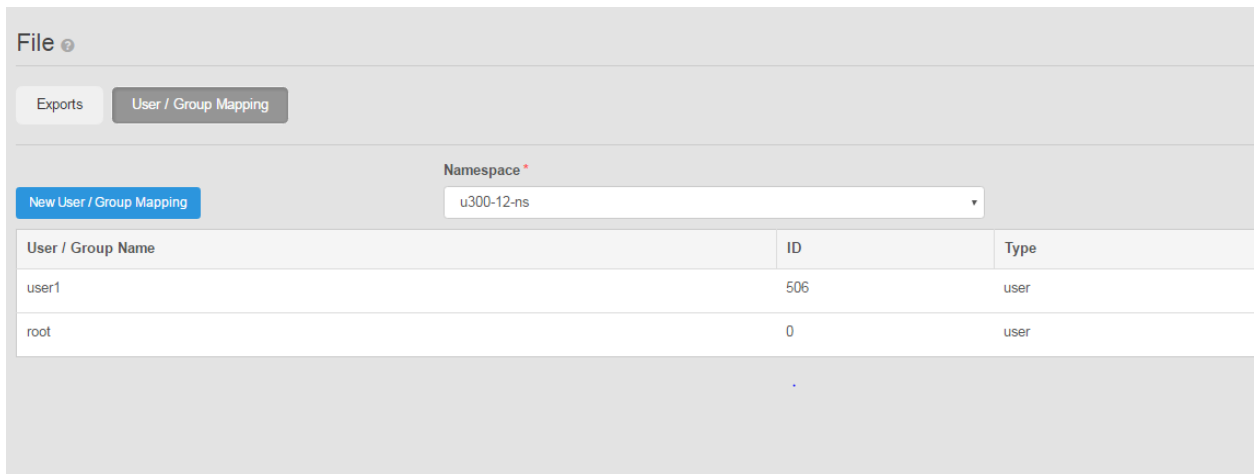 File
Exports User / Group Mapping
Namespace *
New User / Group Mapping u300-12-ns
User / Group Name ID Type
user1 506 user
root 0 user